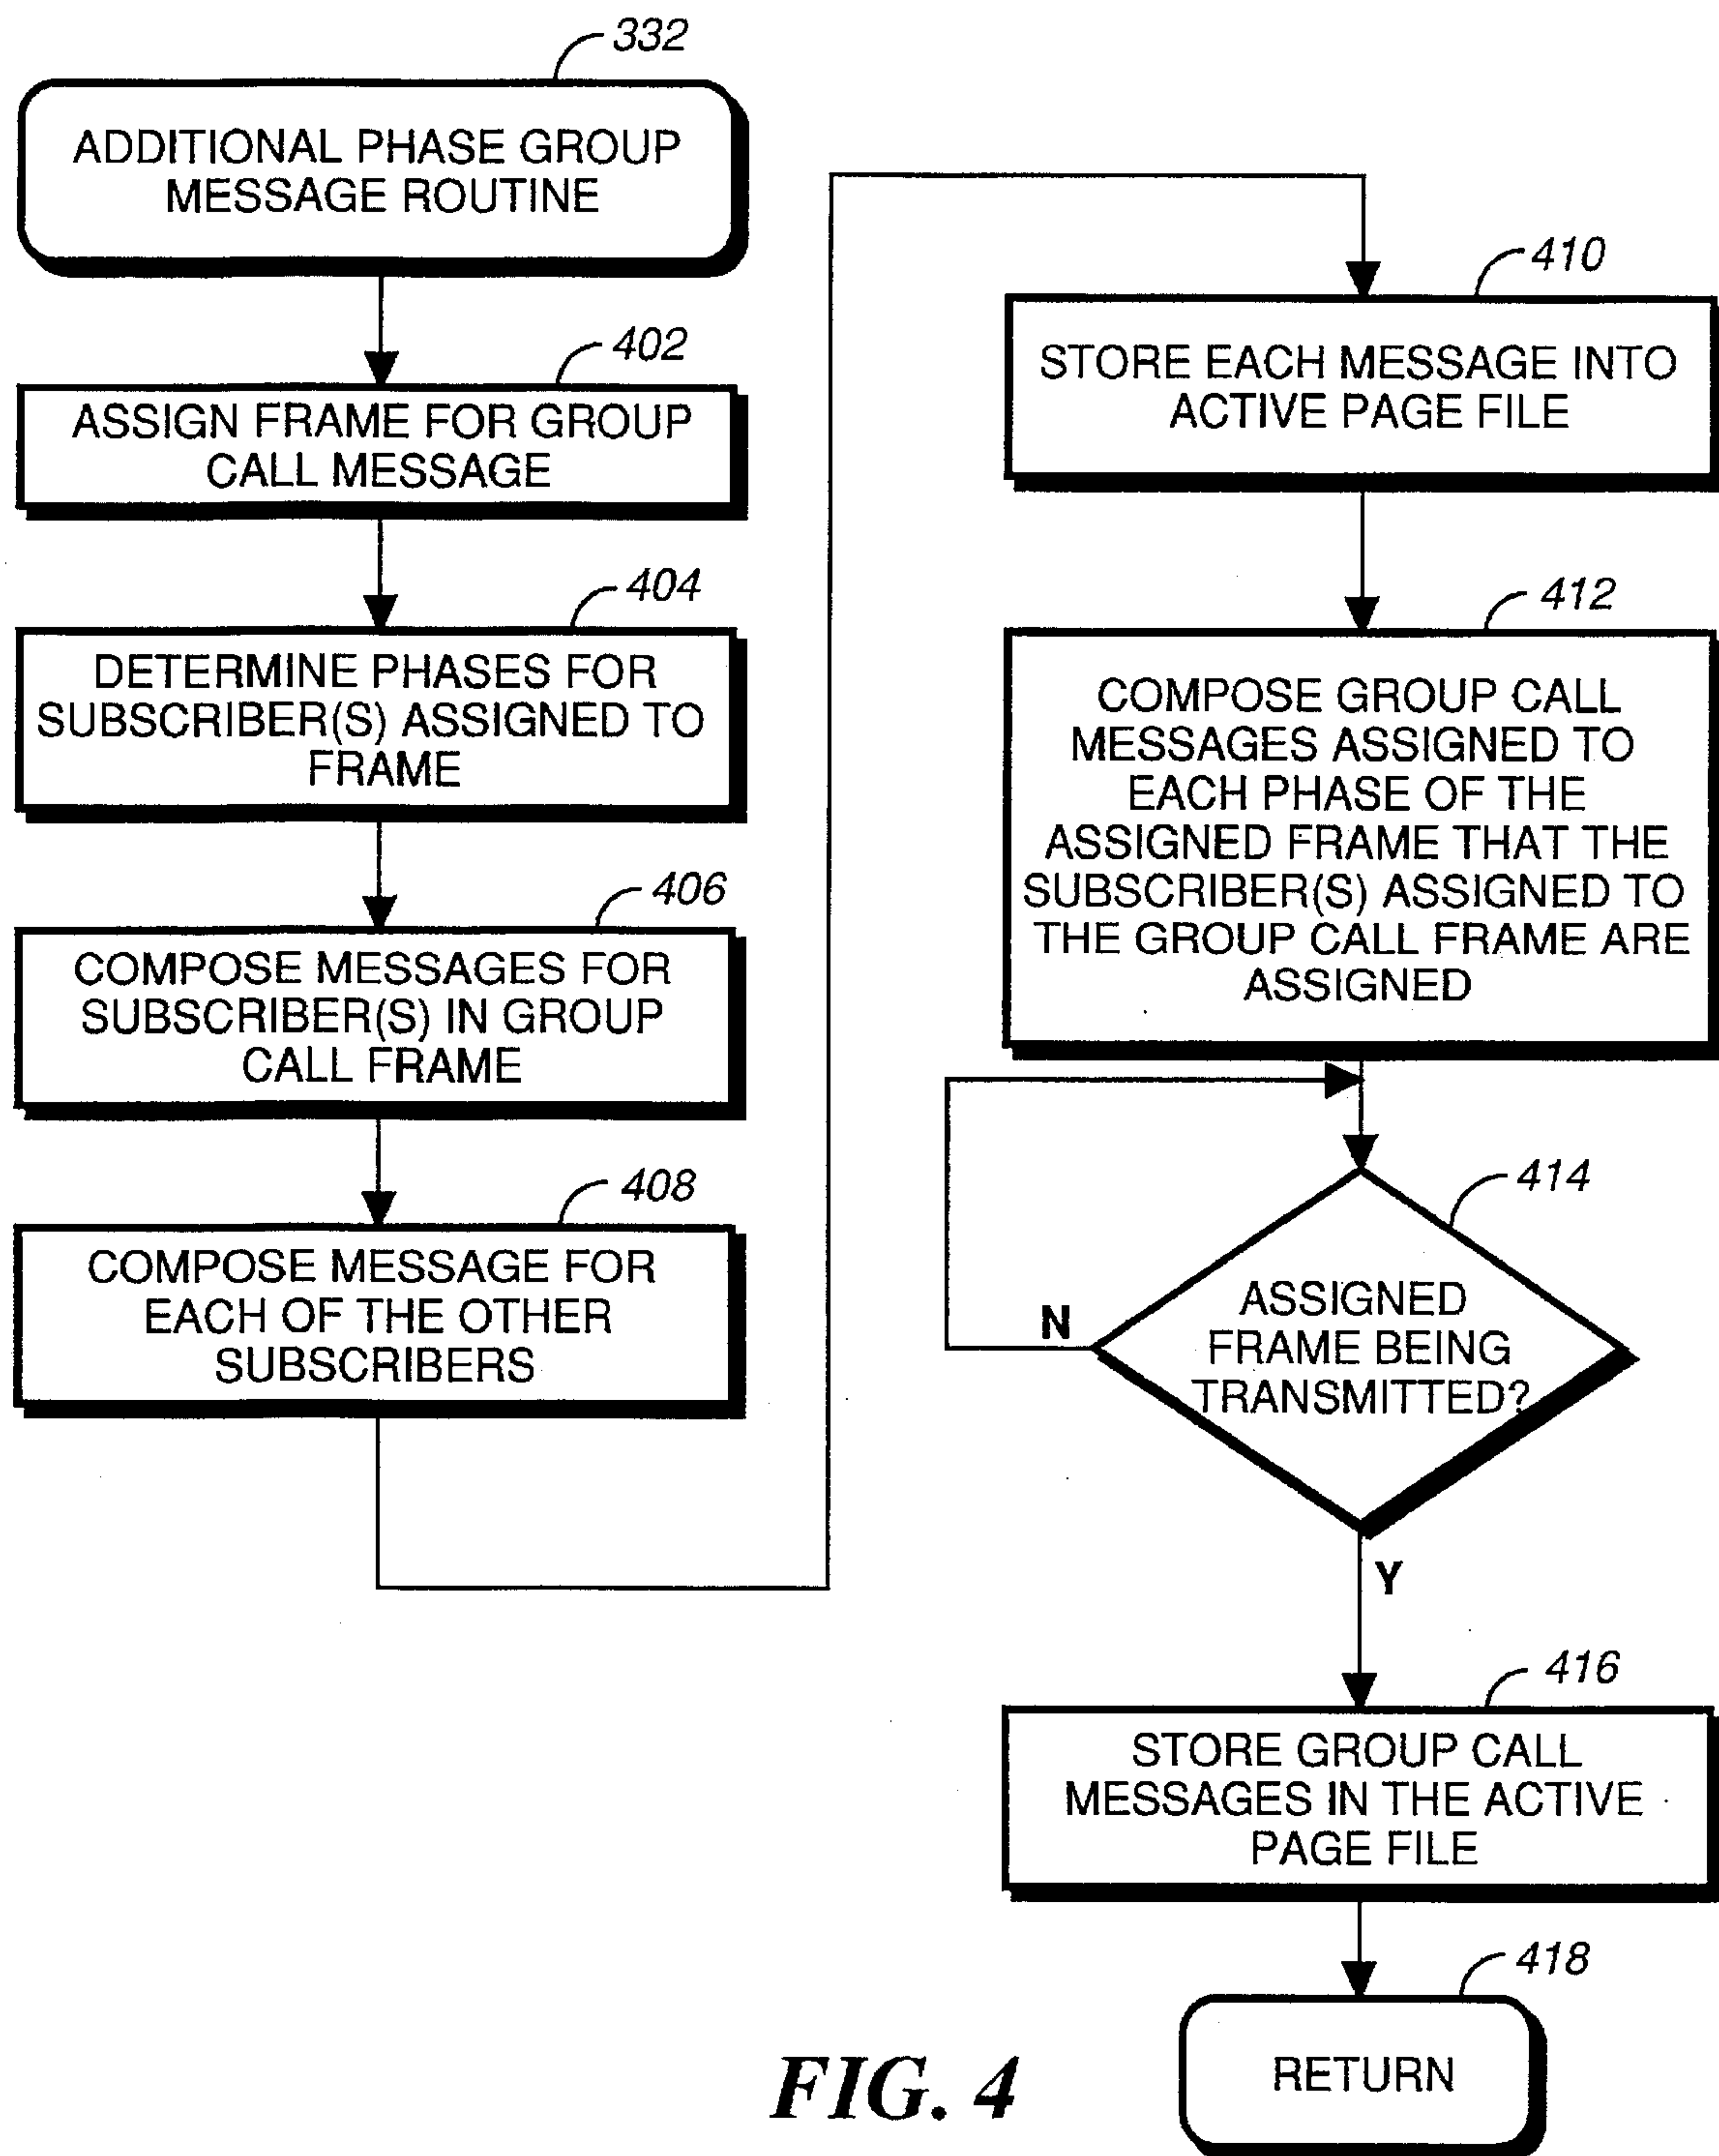 332
ADDITIONAL PHASE GROUP
MESSAGE ROUTINE
402
ASSIGN FRAME FOR GROUP
CALL MESSAGE
404
DETERMINE PHASES FOR
SUBSCRIBER(S) ASSIGNED TO
FRAME
406
COMPOSE MESSAGES FOR
SUBSCRIBER(S) IN GROUP
CALL FRAME
408
COMPOSE MESSAGE FOR
EACH OF THE OTHER
SUBSCRIBERS
410
STORE EACH MESSAGE INTO
ACTIVE PAGE FILE
412
COMPOSE GROUP CALL
MESSAGES ASSIGNED TO
EACH PHASE OF THE
ASSIGNED FRAME THAT THE
SUBSCRIBER(S) ASSIGNED TO
THE GROUP CALL FRAME ARE
ASSIGNED
414
ASSIGNED
FRAME BEING
TRANSMITTED?
N
Y
416
STORE GROUP CALL
MESSAGES IN THE ACTIVE
PAGE FILE
418
RETURN
FIG. 4